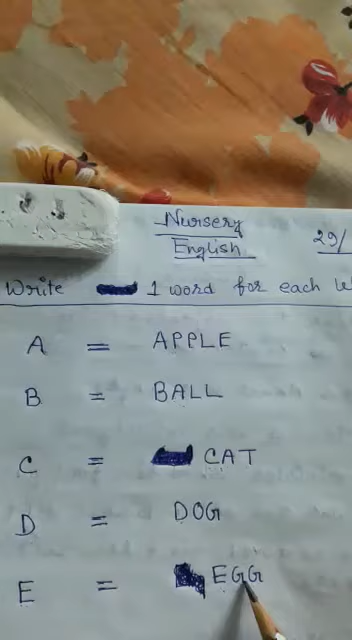 Nursery
English
29/
Write 1 word for each
A = APPLE
B = BALL
C = CAT
D = DOG
E = EGG